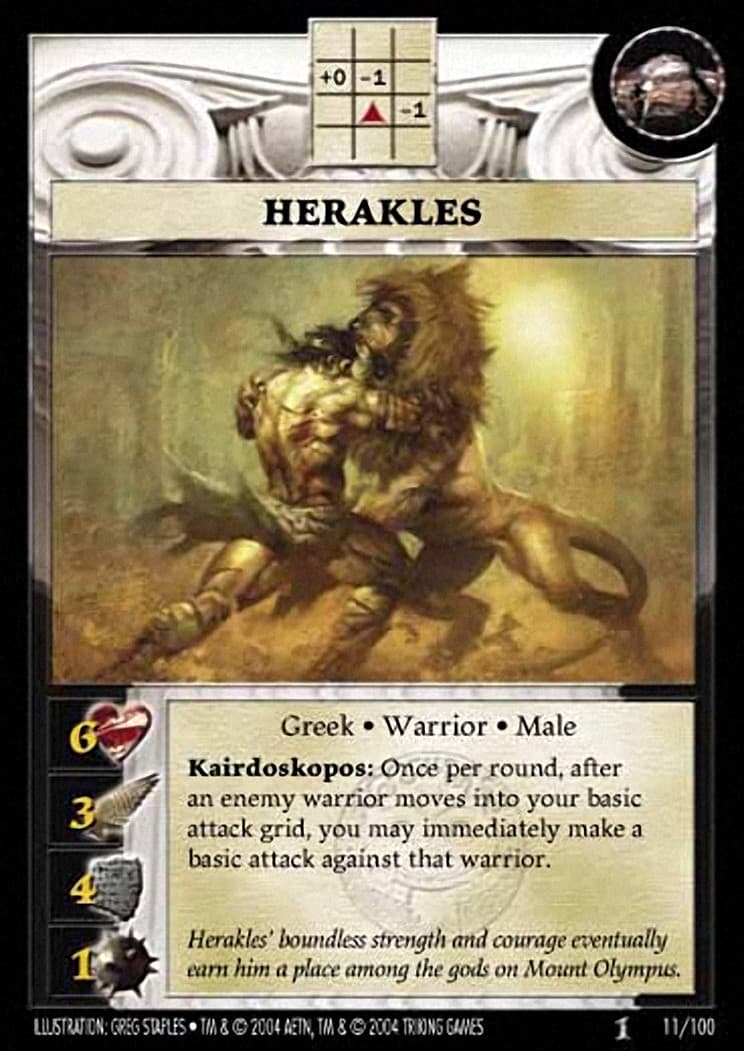 +0 -1
-1
HERAKLES
6
3
4
1
Greek • Warrior • Male
Kairdoskopos: Once per round, after
an enemy warrior moves into your basic
attack grid, you may immediately make a
basic attack against that warrior.
Herakles' boundless strength and courage eventually
earn him a place among the gods on Mount Olympus.
ILLUSTRATION: GREG STAPLES • TM & © 2004 AETN, TM & © 2004 TRIKING GAMES
1 11/100